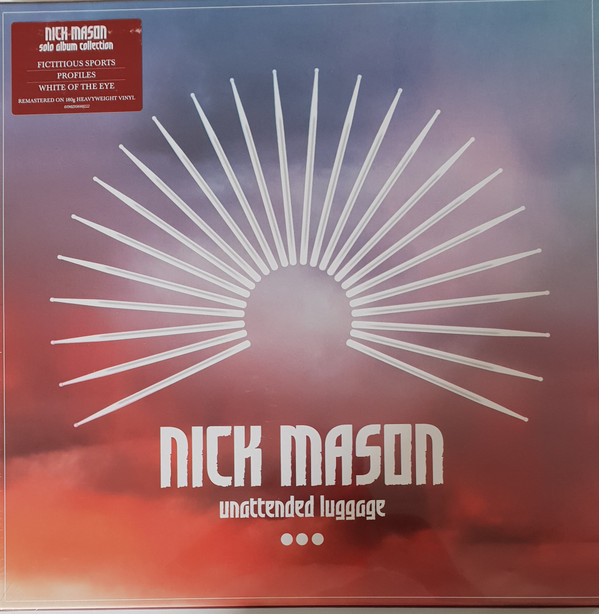 NICK MASON
solo album collection
FICTITIOUS SPORTS
PROFILES
WHITE OF THE EYE
REMASTERED ON 180g HEAVYWEIGHT VINYL
NICK MASON
unattended luggage